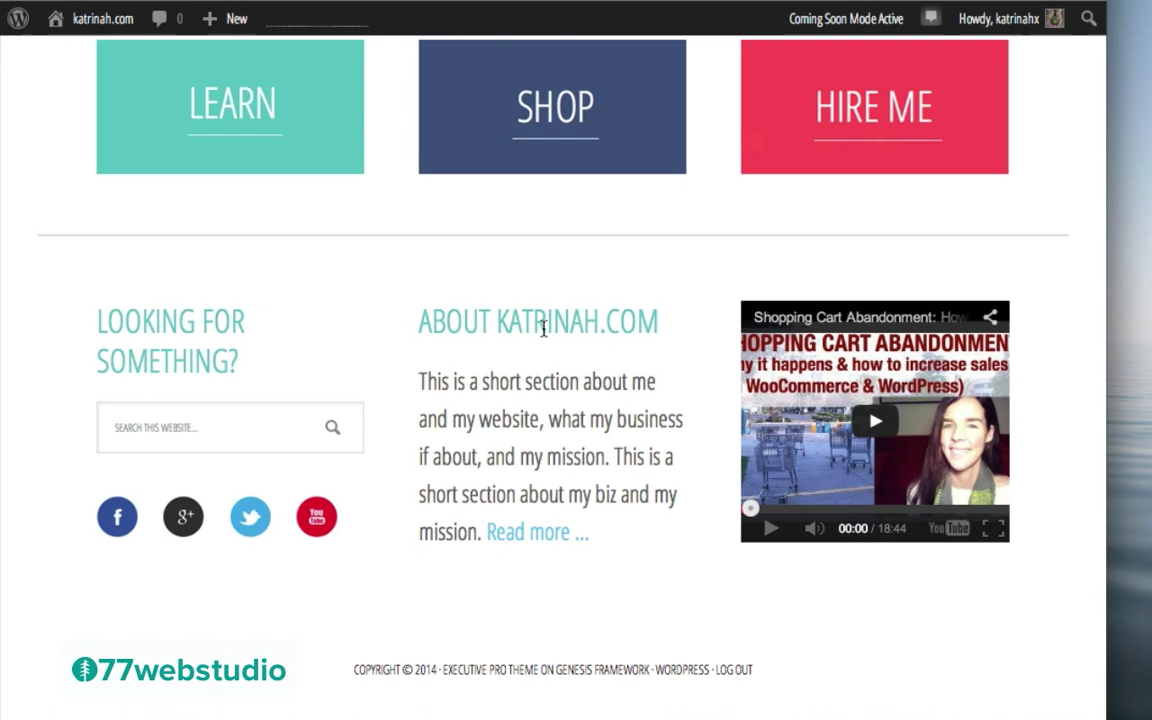 katrinah.com 0 New Coming Soon Mode Active Howdy, katrinahx
LEARN
SHOP
HIRE ME
LOOKING FOR
SOMETHING?
SEARCH THIS WEBSITE...
f g+ You Tube
ABOUT KATRINAH.COM
This is a short section about me
and my website, what my business
if about, and my mission. This is a
short section about my biz and my
mission. Read more ...
Shopping Cart Abandonment: How
HOPPING CART ABANDONMEN
y it happens & how to increase sales
WooCommerce & WordPress)
00:00 / 18:44 YouTube
77webstudio
COPYRIGHT © 2014 · EXECUTIVE PRO THEME ON GENESIS FRAMEWORK · WORDPRESS · LOG OUT